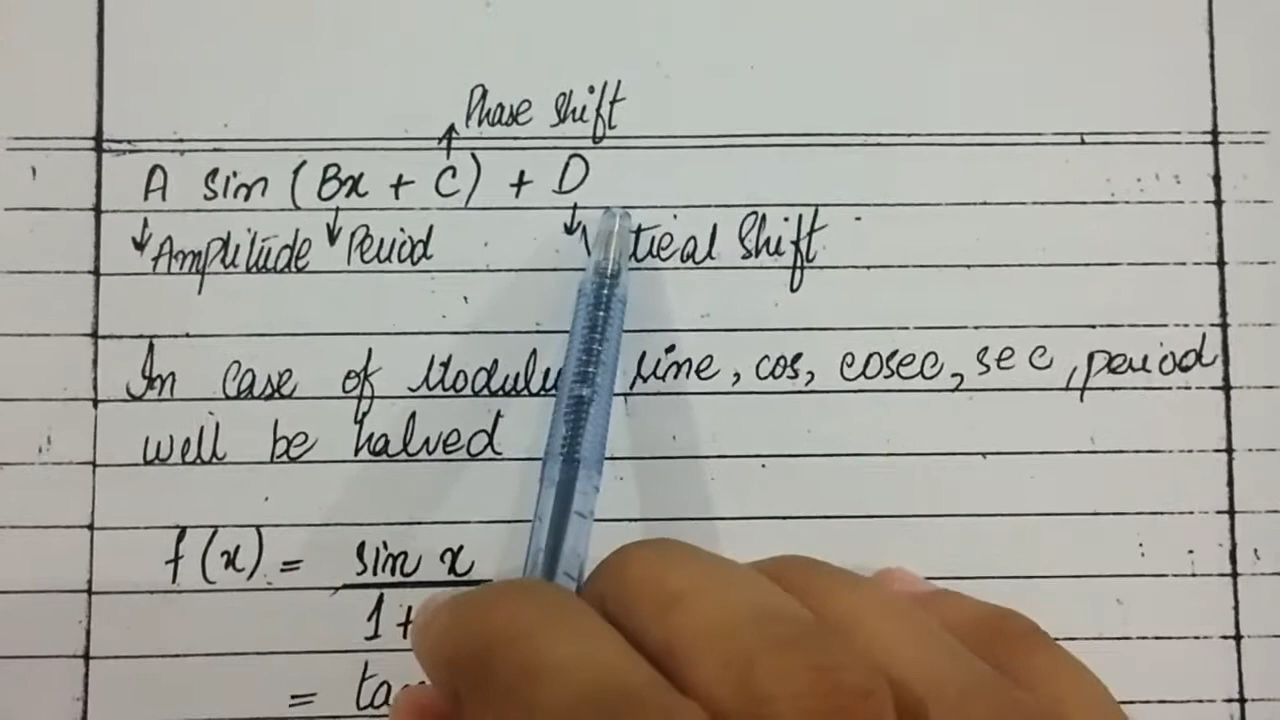 Phase shift
A sin (Bx + C) + D
Amplitude Period Shift
In case of sine, cos, cosec, sec, period
well be halved
f(x) = sin x
1 +
=